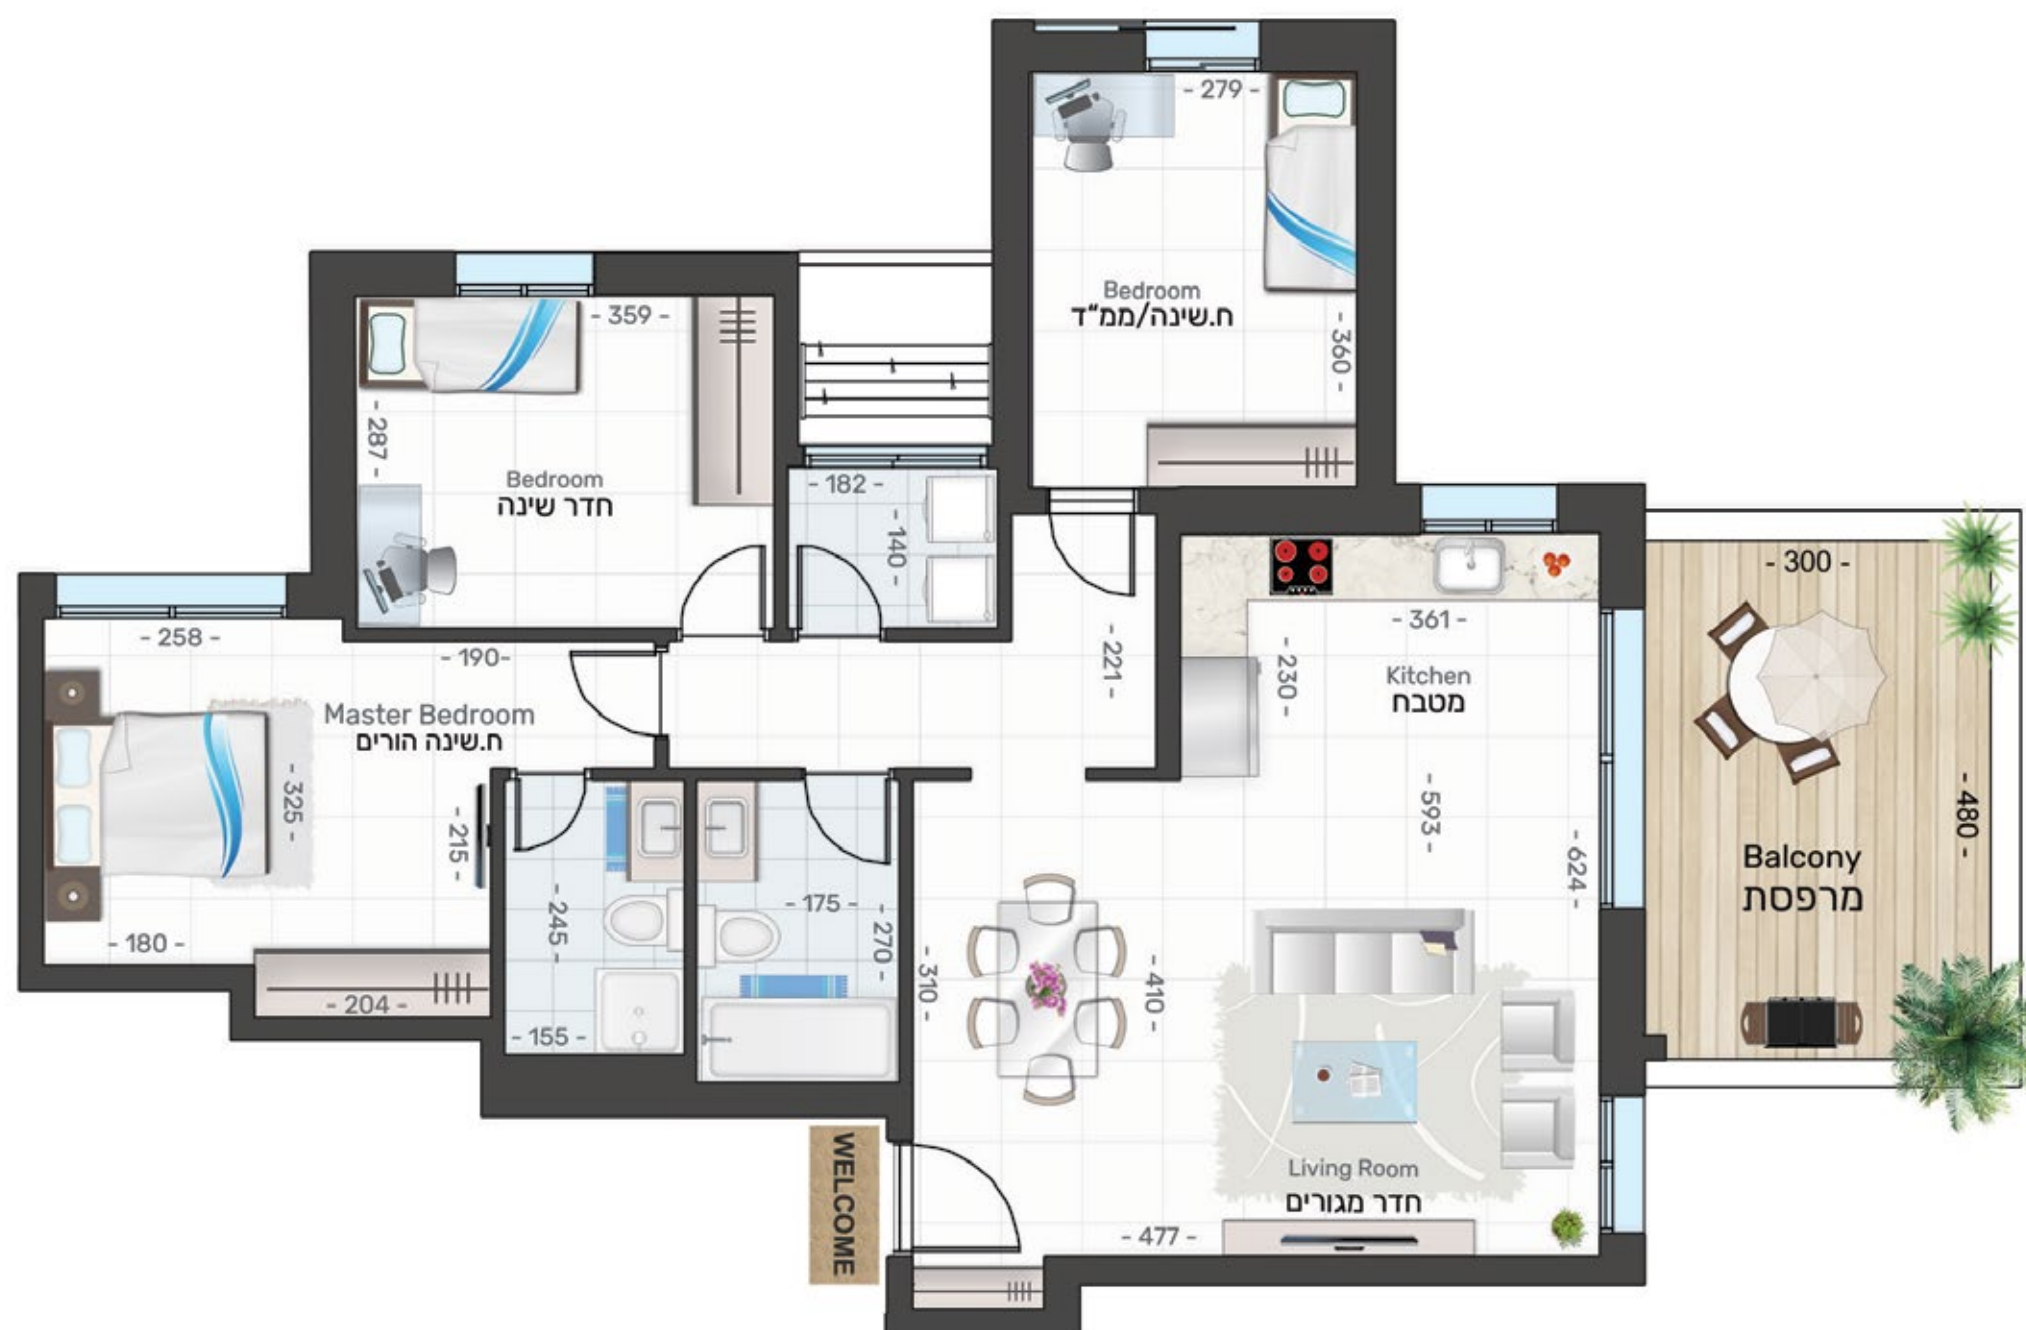 - 279 -
Bedroom
ח.שינה/ממ"ד
- 360 -
- 359 -
- 287 -
Bedroom
חדר שינה
- 182 -
- 140 -
- 221 -
- 361 -
- 230 -
Kitchen
מטבח
- 300 -
- 258 -
- 190-
Master Bedroom
ח.שינה הורים
- 325 -
- 215 -
- 180 -
- 204 -
- 245 -
- 155 -
- 175 -
- 270 -
- 310 -
- 410 -
- 593 -
- 624 -
Balcony
מרפסת
- 480 -
WELCOME
Living Room
חדר מגורים
- 477 -